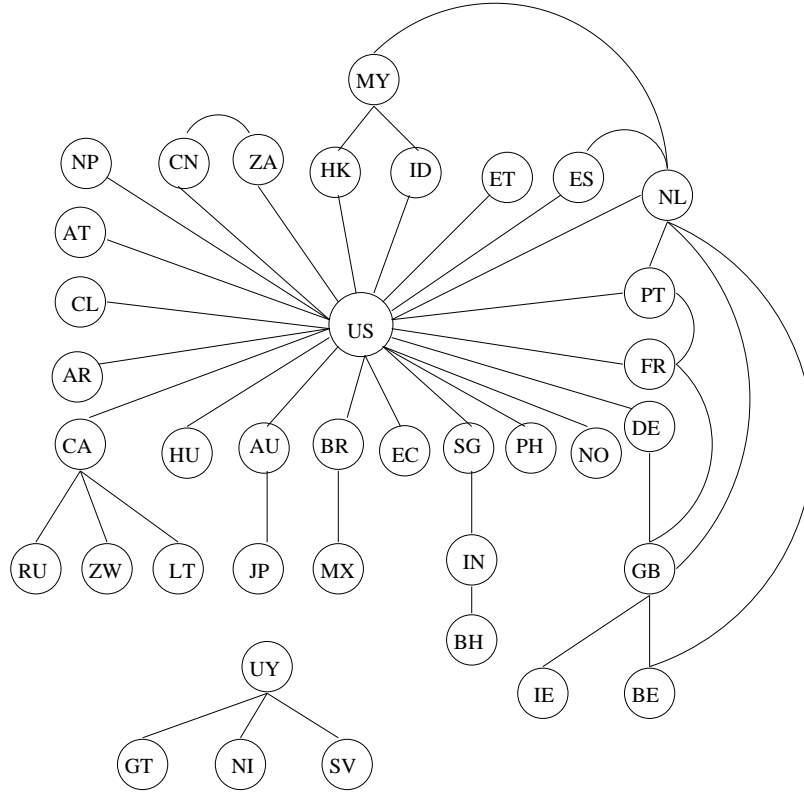 MY
NP
CN
ZA
HK
ID
ET
ES
NL
AT
CL
PT
US
AR
FR
CA
HU
AU
BR
EC
SG
PH
NO
DE
RU
ZW
LT
JP
MX
IN
GB
BH
UY
IE
BE
GT
NI
SV